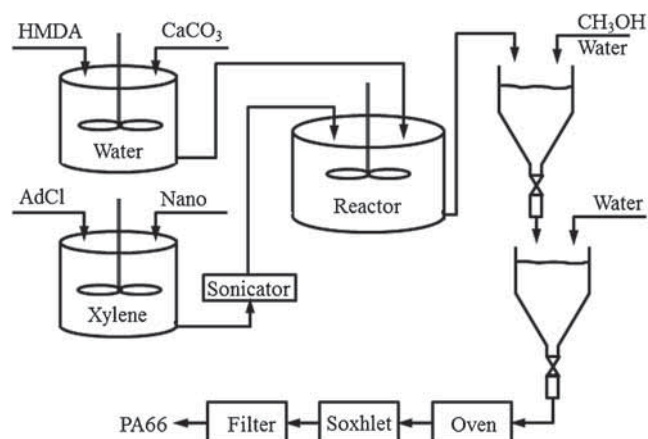 HMDA
CaCO₃
Water
AdCl
Nano
Xylene
Sonicator
Reactor
CH₃OH
Water
Water
PA66
Filter
Soxhlet
Oven